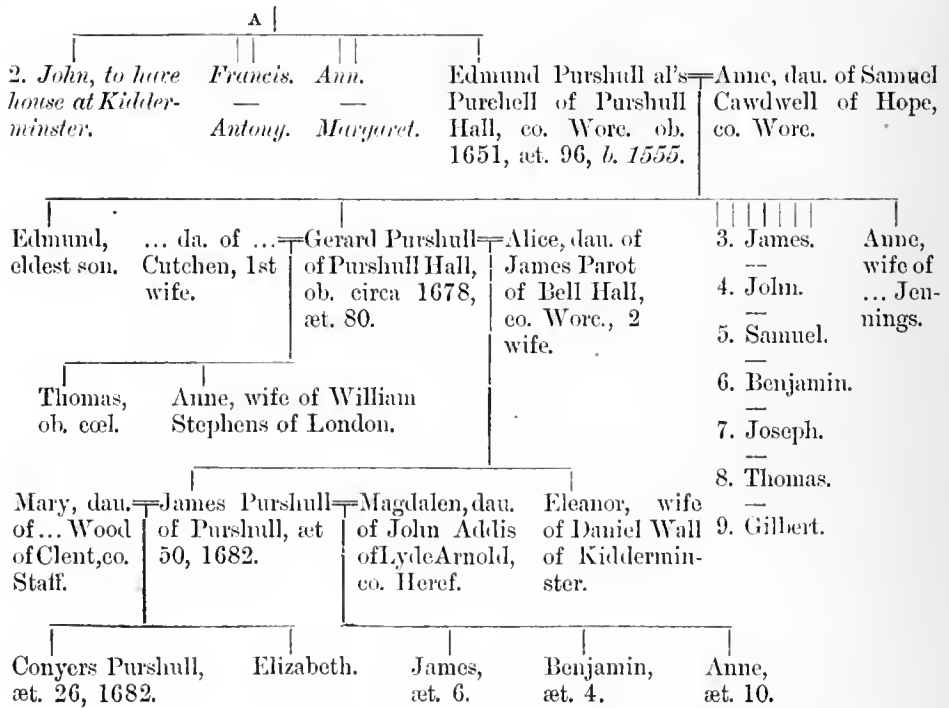 A
2. John, to have
house at Kidder-
minster.
Francis.
—
Antony.
Ann.
—
Margaret.
Edmund Purshull al's
Purchell of Purshull
Hall, co. Worc. ob.
1651, æt. 96, b. 1555.
Anne, dau. of Samuel
Cawdwell of Hope,
co. Worc.
Edmund,
eldest son.
... da. of ...
Cutchen, 1st
wife.
Gerard Purshull
of Purshull Hall,
ob. circa 1678,
æt. 80.
Alice, dau. of
James Parot
of Bell Hall,
co. Worc., 2
wife.
3. James.
—
4. John.
—
5. Samuel.
—
6. Benjamin.
—
7. Joseph.
—
8. Thomas.
—
9. Gilbert.
Anne,
wife of
... Jen-
nings.
Thomas,
ob. cœl.
Anne, wife of William
Stephens of London.
Mary, dau.
of ... Wood
of Clent, co.
Staff.
James Purshull
of Purshull, æt
50, 1682.
Magdalen, dau.
of John Addis
of Lyde Arnold,
co. Heref.
Eleanor, wife
of Daniel Wall
of Kiddermin-
ster.
Conyers Purshull,
æt. 26, 1682.
Elizabeth.
James,
æt. 6.
Benjamin,
æt. 4.
Anne,
æt. 10.